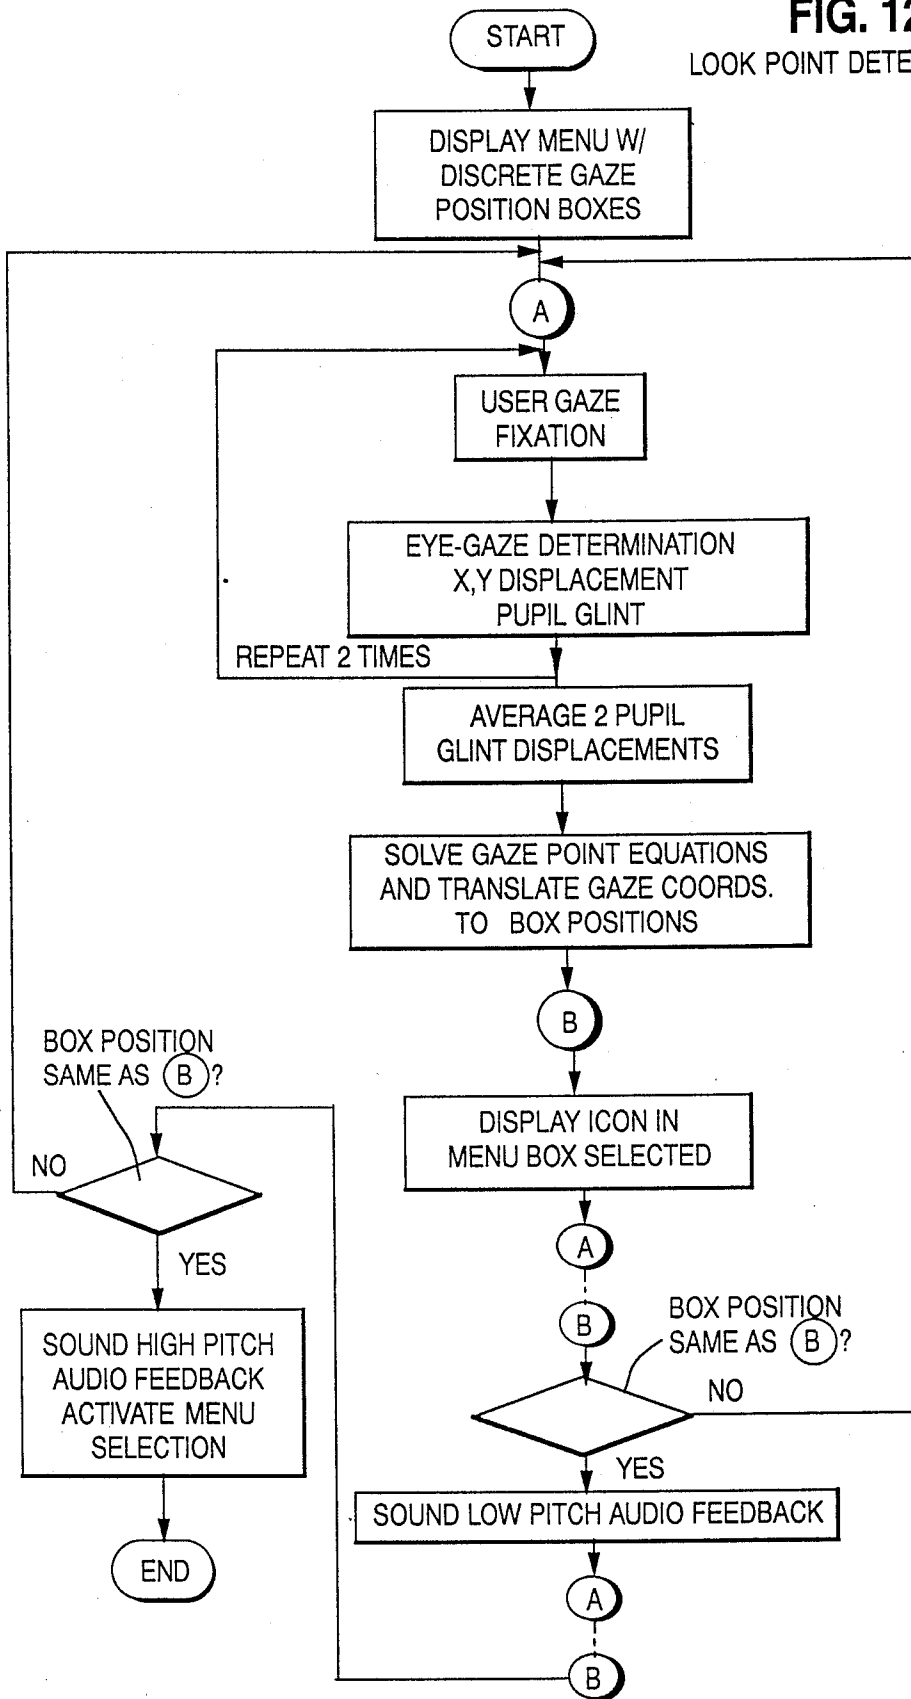 FIG. 12
LOOK POINT DETE
START
DISPLAY MENU W/
DISCRETE GAZE
POSITION BOXES
A
USER GAZE
FIXATION
EYE-GAZE DETERMINATION
X,Y DISPLACEMENT
PUPIL GLINT
REPEAT 2 TIMES
AVERAGE 2 PUPIL
GLINT DISPLACEMENTS
SOLVE GAZE POINT EQUATIONS
AND TRANSLATE GAZE COORDS.
TO BOX POSITIONS
B
DISPLAY ICON IN
MENU BOX SELECTED
A
B
BOX POSITION
SAME AS B ?
NO
YES
SOUND LOW PITCH AUDIO FEEDBACK
A
B
BOX POSITION
SAME AS B ?
NO
YES
SOUND HIGH PITCH
AUDIO FEEDBACK
ACTIVATE MENU
SELECTION
END